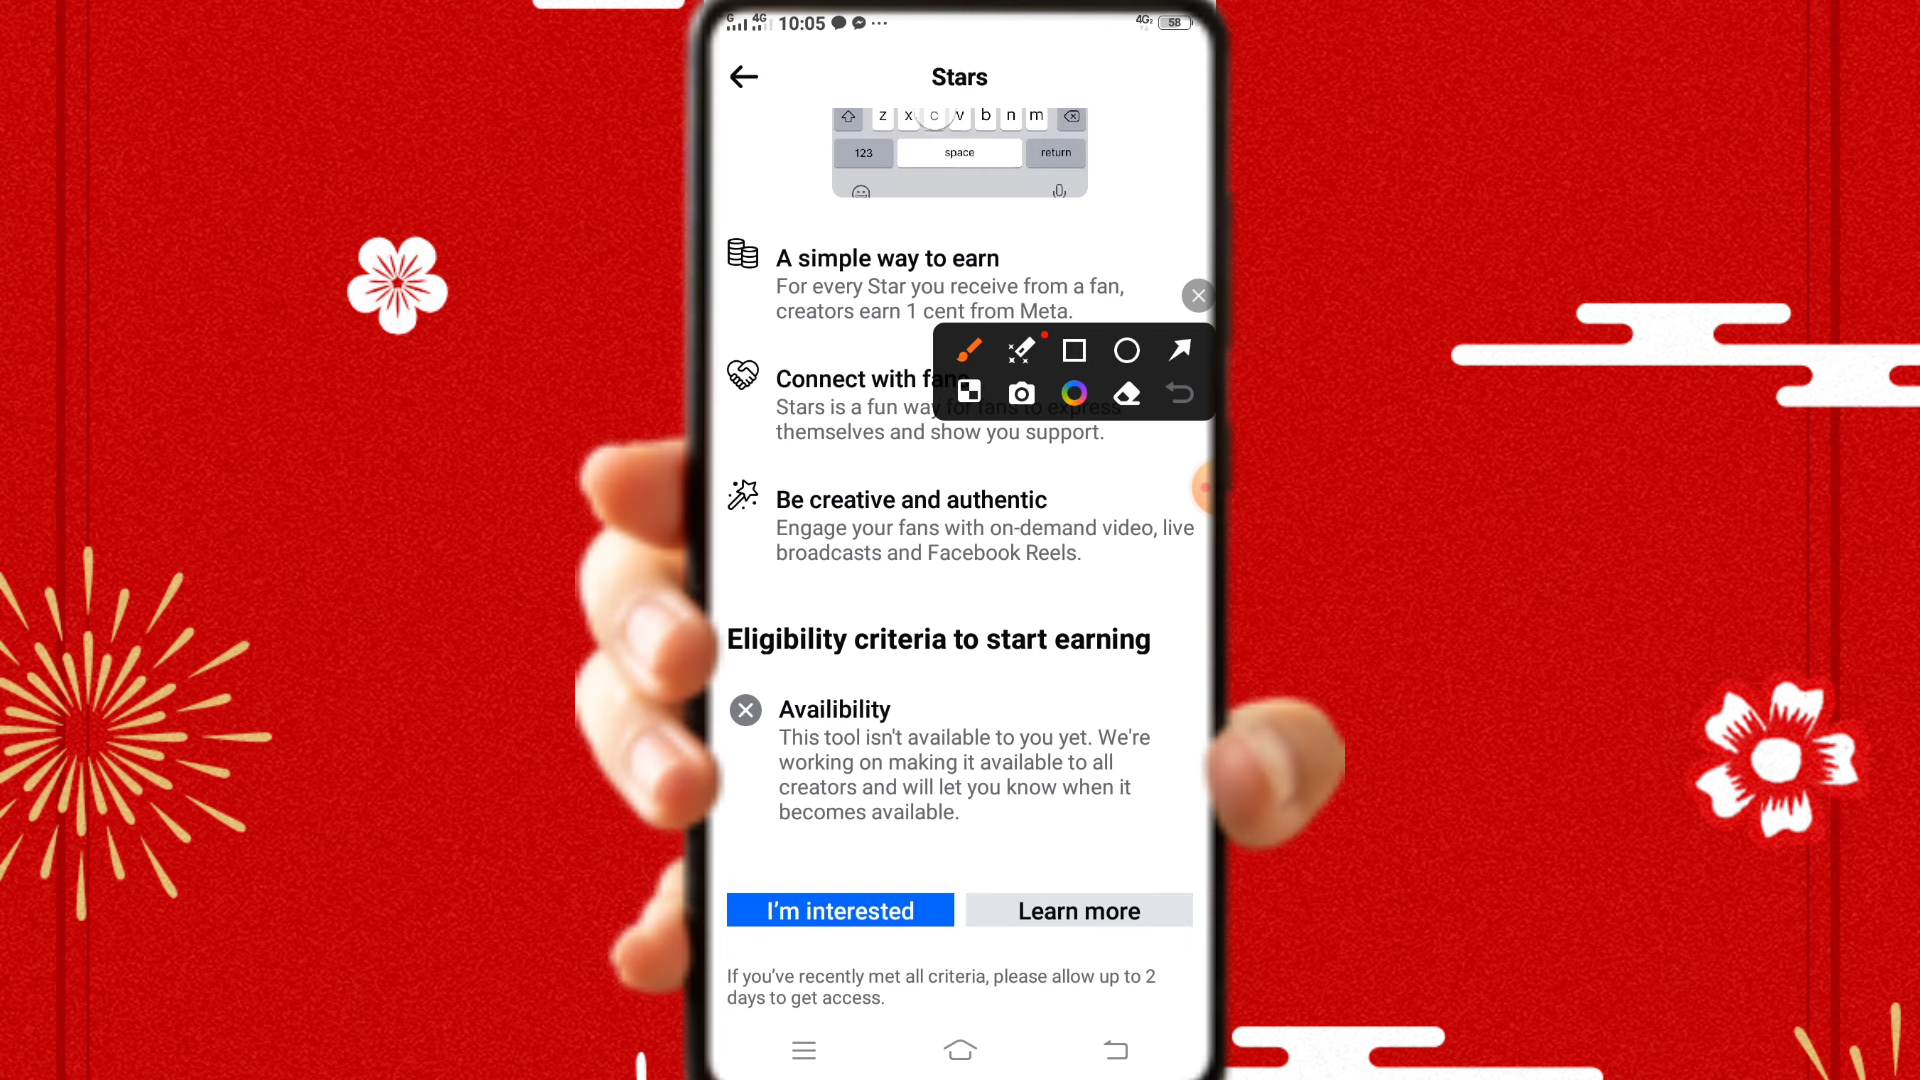 G 4G 10:05 4G₂ 58
Stars
z x c v b n m
123 space return
A simple way to earn
For every Star you receive from a fan,
creators earn 1 cent from Meta.
Connect with fans
Stars is a fun way for fans to express
themselves and show you support.
Be creative and authentic
Engage your fans with on-demand video, live
broadcasts and Facebook Reels.
Eligibility criteria to start earning
Availibility
This tool isn't available to you yet. We're
working on making it available to all
creators and will let you know when it
becomes available.
I'm interested Learn more
If you've recently met all criteria, please allow up to 2
days to get access.